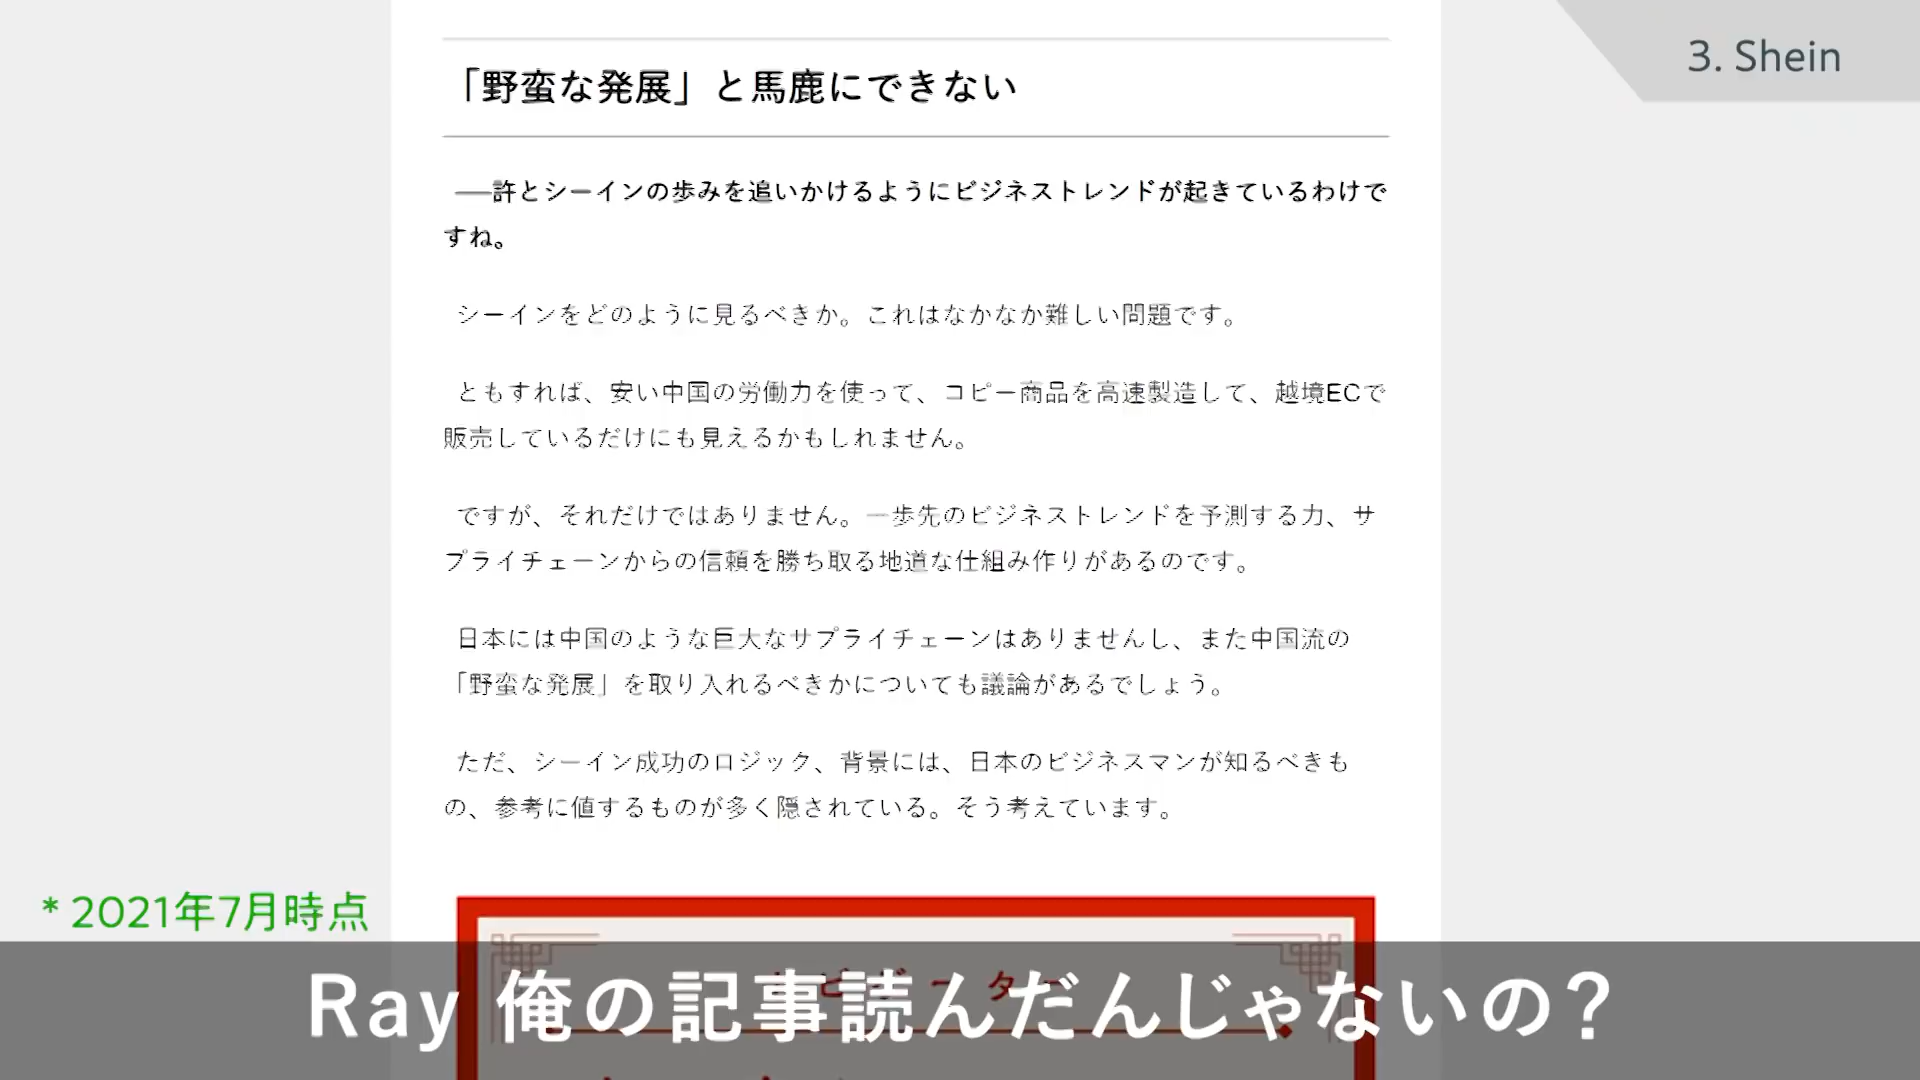 3. Shein
「野蛮な発展」と馬鹿にできない
──許とシーインの歩みを追いかけるようにビジネストレンドが起きているわけで
すね。
シーインをどのように見るべきか。これはなかなか難しい問題です。
ともすれば、安い中国の労働力を使って、コピー商品を高速製造して、越境ECで
販売しているだけにも見えるかもしれません。
ですが、それだけではありません。一歩先のビジネストレンドを予測する力、サ
プライチェーンからの信頼を勝ち取る地道な仕組み作りがあるのです。
日本には中国のような巨大なサプライチェーンはありませんし、また中国流の
「野蛮な発展」を取り入れるべきかについても議論があるでしょう。
ただ、シーイン成功のロジック、背景には、日本のビジネスマンが知るべきも
の、参考に値するものが多く隠されている。そう考えています。
* 2021年7月時点
Ray 俺の記事読んだんじゃないの？